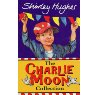 Shirley Hughes
The
CHARLIE
MOON
Collection